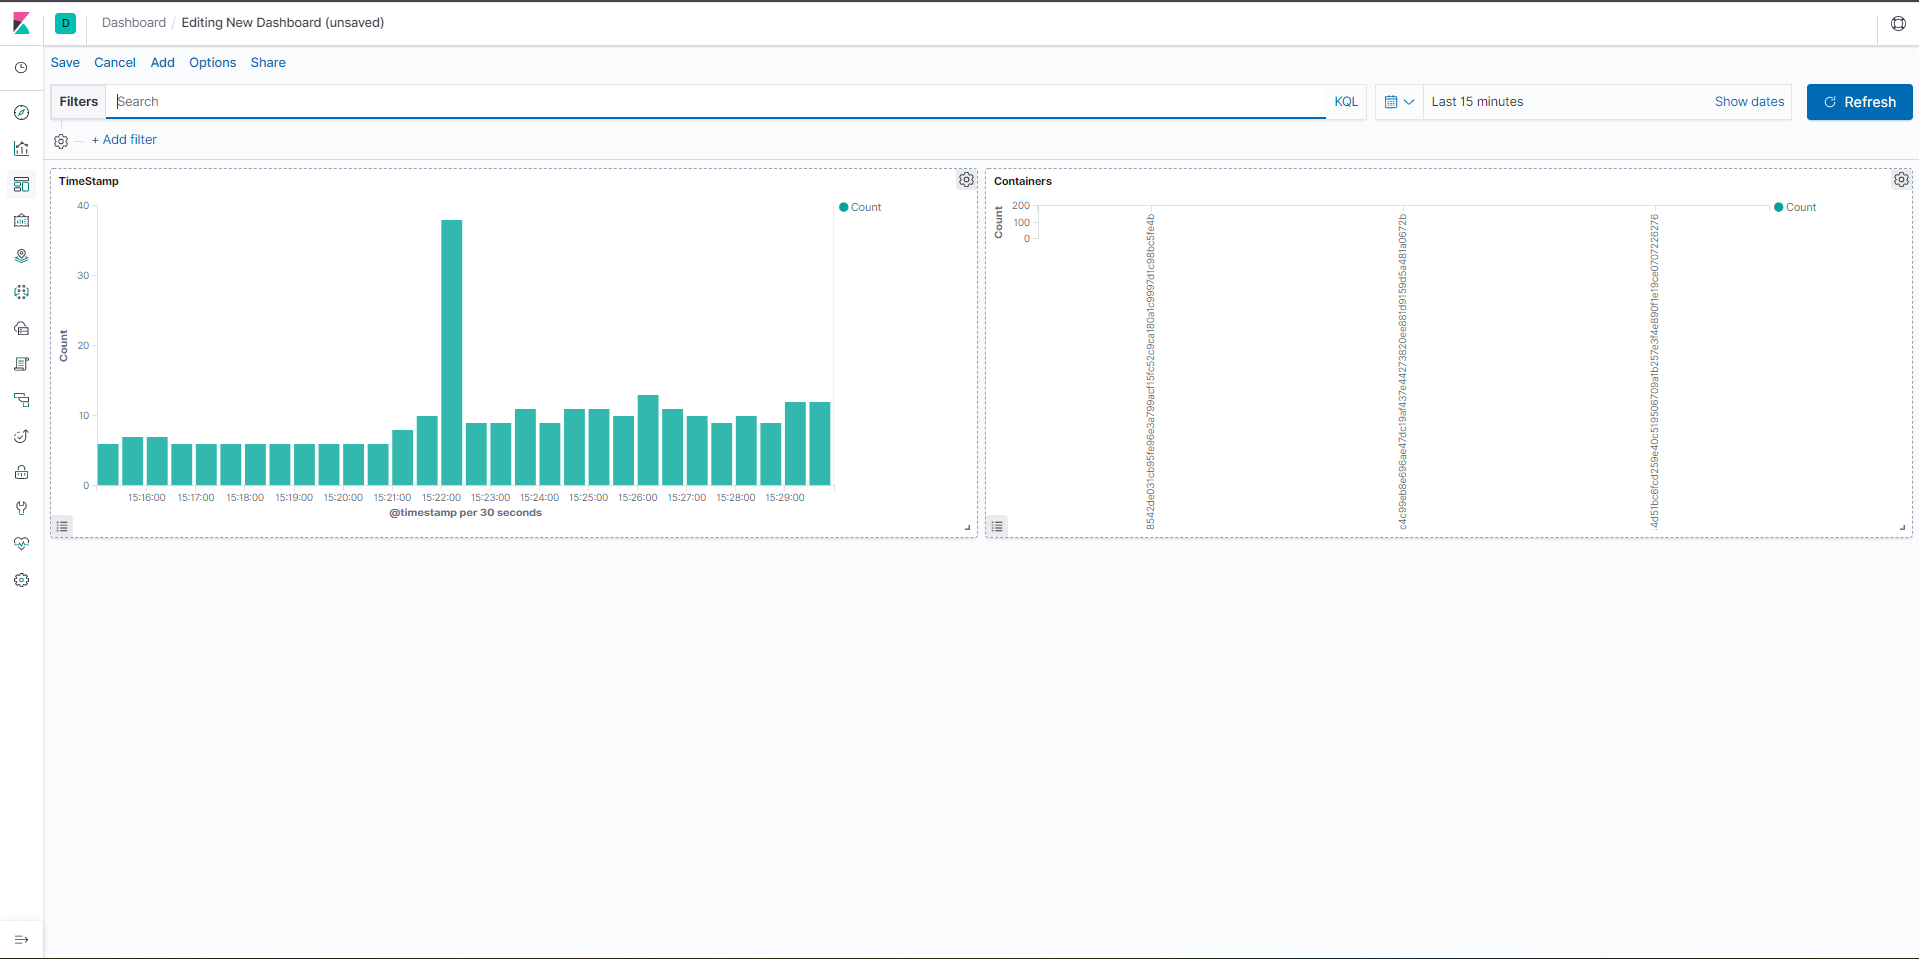 D Dashboard / Editing New Dashboard (unsaved)
Save Cancel Add Options Share
Filters Search KQL Last 15 minutes Show dates Refresh
+ Add filter
TimeStamp
40
30
20
10
0
Count
15:16:00 15:17:00 15:18:00 15:19:00 15:20:00 15:21:00 15:22:00 15:23:00 15:24:00 15:25:00 15:26:00 15:27:00 15:28:00 15:29:00
@timestamp per 30 seconds
Count
Containers
200
100
0
Count
8542de031cb95fe96e3a799acf15fc52c9ca180a1c9997d1c98bc5fe4b
c4c99eb8e696ae47dc19af437e44273820ee881d9159d5a481a0672b
4d51bc6fcd259e40c519506709a1b257e3f4e890f1e19ce0707226276
Count